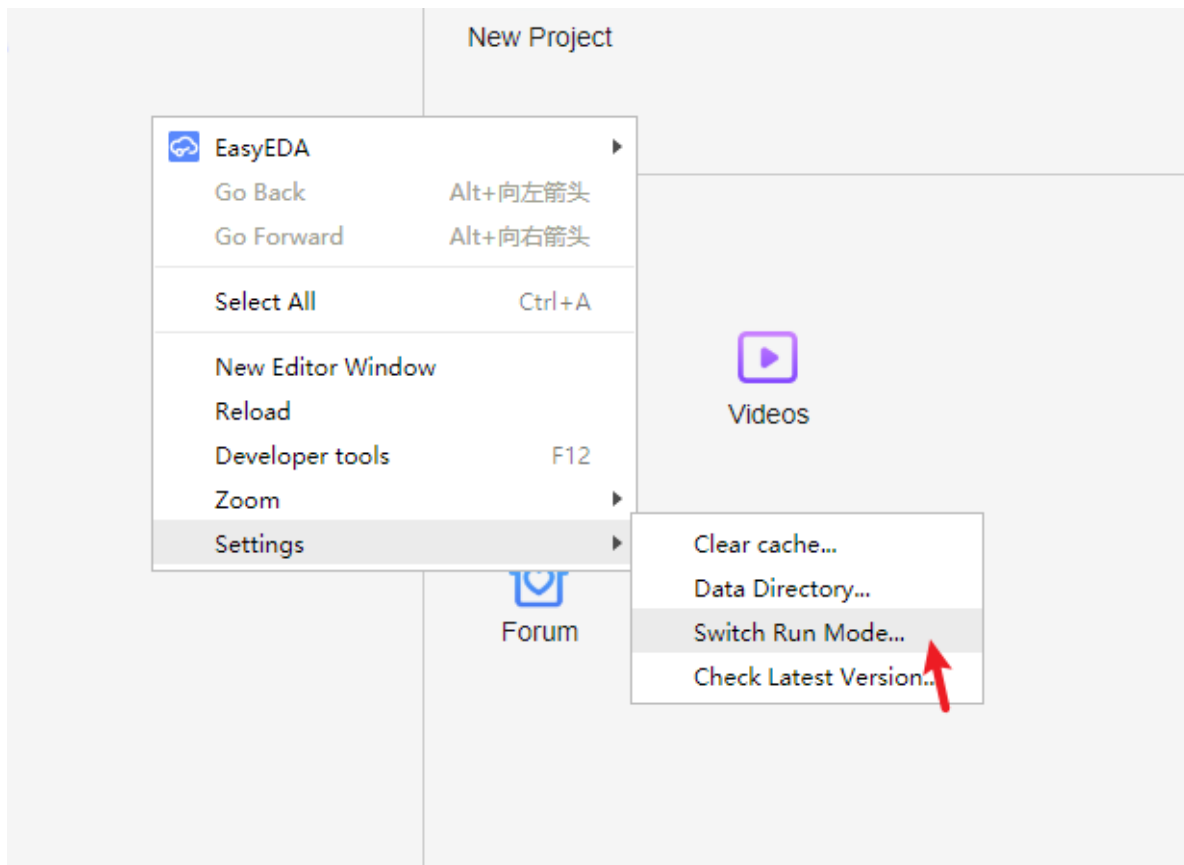 New Project
EasyEDA
Go Back Alt+向左箭头
Go Forward Alt+向右箭头
Select All Ctrl+A
New Editor Window
Reload
Developer tools F12
Zoom
Settings
Videos
Forum
Clear cache...
Data Directory...
Switch Run Mode...
Check Latest Version..